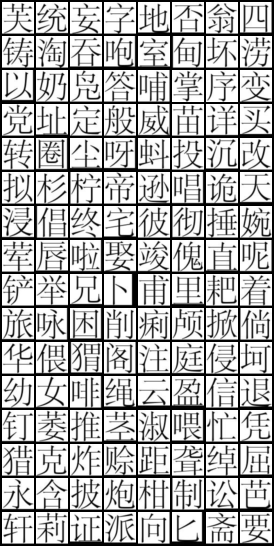 芙统妄字地否翁四
铸淘吞咆室甸坏涝
以奶凫答哺掌序变
党址定般威苗详买
转圈尘呀蚪投沉改
拟杉柠帝逊唱诡天
浸倡终宅彼彻捶婉
荤唇啦娶竣傀直呢
铲举兄卜甫里耙着
旅咏困削痢颅掀倘
华偎猬阁注庭侵坷
幼女啡绳云盈信退
钉萎推茎淑喂忙凭
猎克炸赊距聋绰屈
永含披炮柑制讼芭
轩莉证派向匕斋要